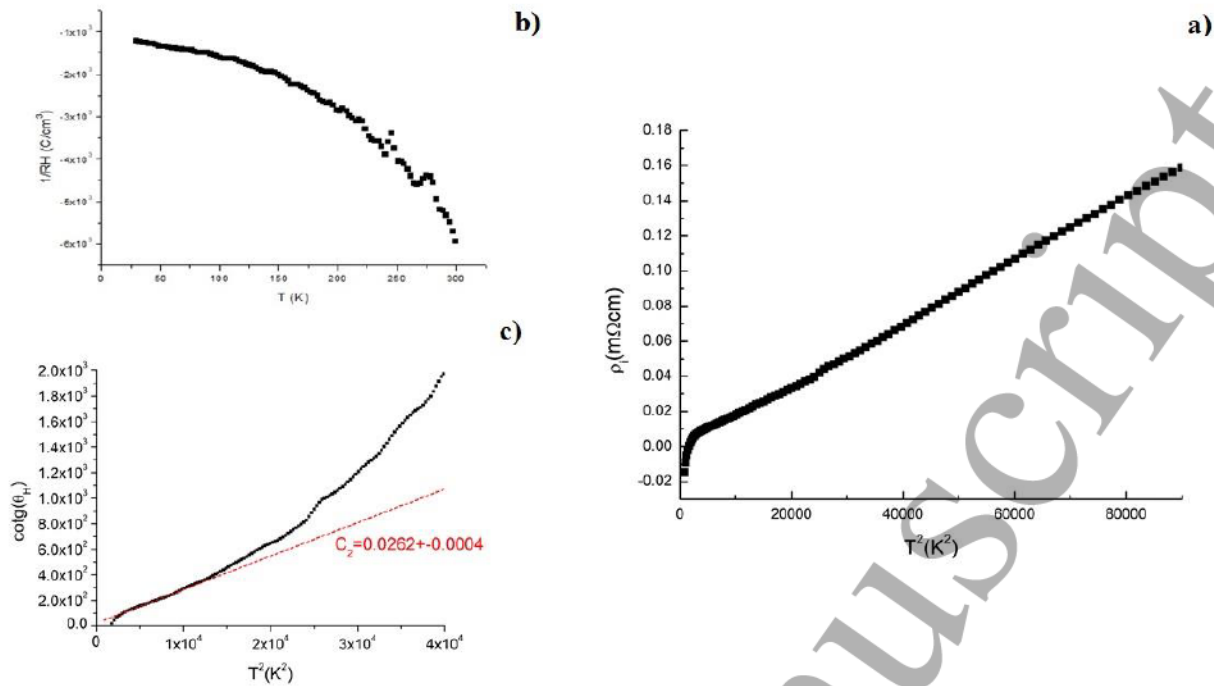 b)
-1x10³
-2x10³
-3x10³
-4x10³
-5x10³
-6x10³
1/RH (C/cm³)
0
50
100
150
200
250
300
T (K)
a)
0.18
0.16
0.14
0.12
0.10
0.08
0.06
0.04
0.02
0.00
-0.02
ρᵢ(mΩcm)
0
20000
40000
60000
80000
T²(K²)
c)
2.0x10³
1.8x10³
1.6x10³
1.4x10³
1.2x10³
1.0x10³
8.0x10²
6.0x10²
4.0x10²
2.0x10²
0.0
cotg(θ_H)
C₂=0.0262+-0.0004
0
1x10⁴
2x10⁴
3x10⁴
4x10⁴
T²(K²)
uscript